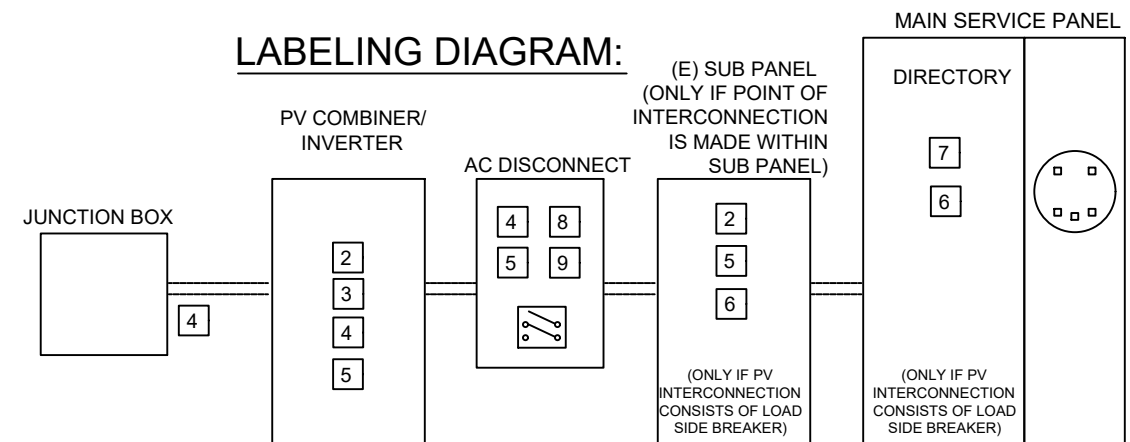 LABELING DIAGRAM:
JUNCTION BOX
4
PV COMBINER/
INVERTER
2
3
4
5
AC DISCONNECT
4 8
5 9
(E) SUB PANEL
(ONLY IF POINT OF
INTERCONNECTION
IS MADE WITHIN
SUB PANEL)
2
5
6
(ONLY IF PV
INTERCONNECTION
CONSISTS OF LOAD
SIDE BREAKER)
MAIN SERVICE PANEL
DIRECTORY
7
6
(ONLY IF PV
INTERCONNECTION
CONSISTS OF LOAD
SIDE BREAKER)